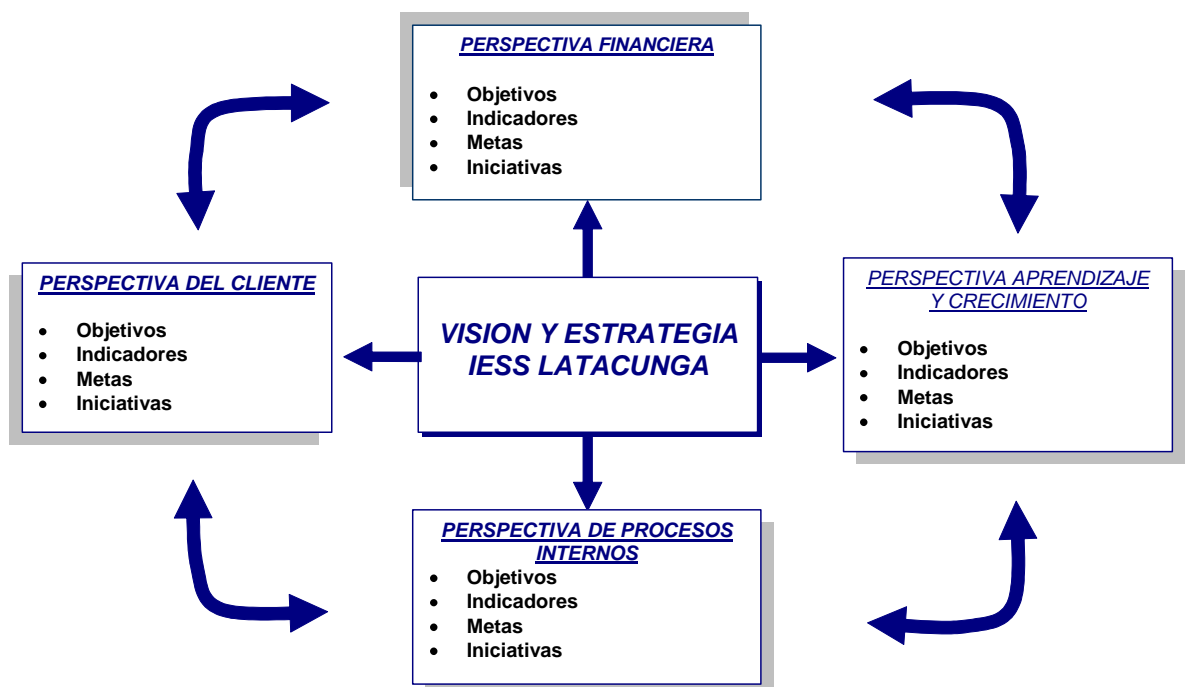 PERSPECTIVA FINANCIERA
• Objetivos
• Indicadores
• Metas
• Iniciativas
PERSPECTIVA DEL CLIENTE
• Objetivos
• Indicadores
• Metas
• Iniciativas
VISION Y ESTRATEGIA
IESS LATACUNGA
PERSPECTIVA APRENDIZAJE
Y CRECIMIENTO
• Objetivos
• Indicadores
• Metas
• Iniciativas
PERSPECTIVA DE PROCESOS
INTERNOS
• Objetivos
• Indicadores
• Metas
• Iniciativas